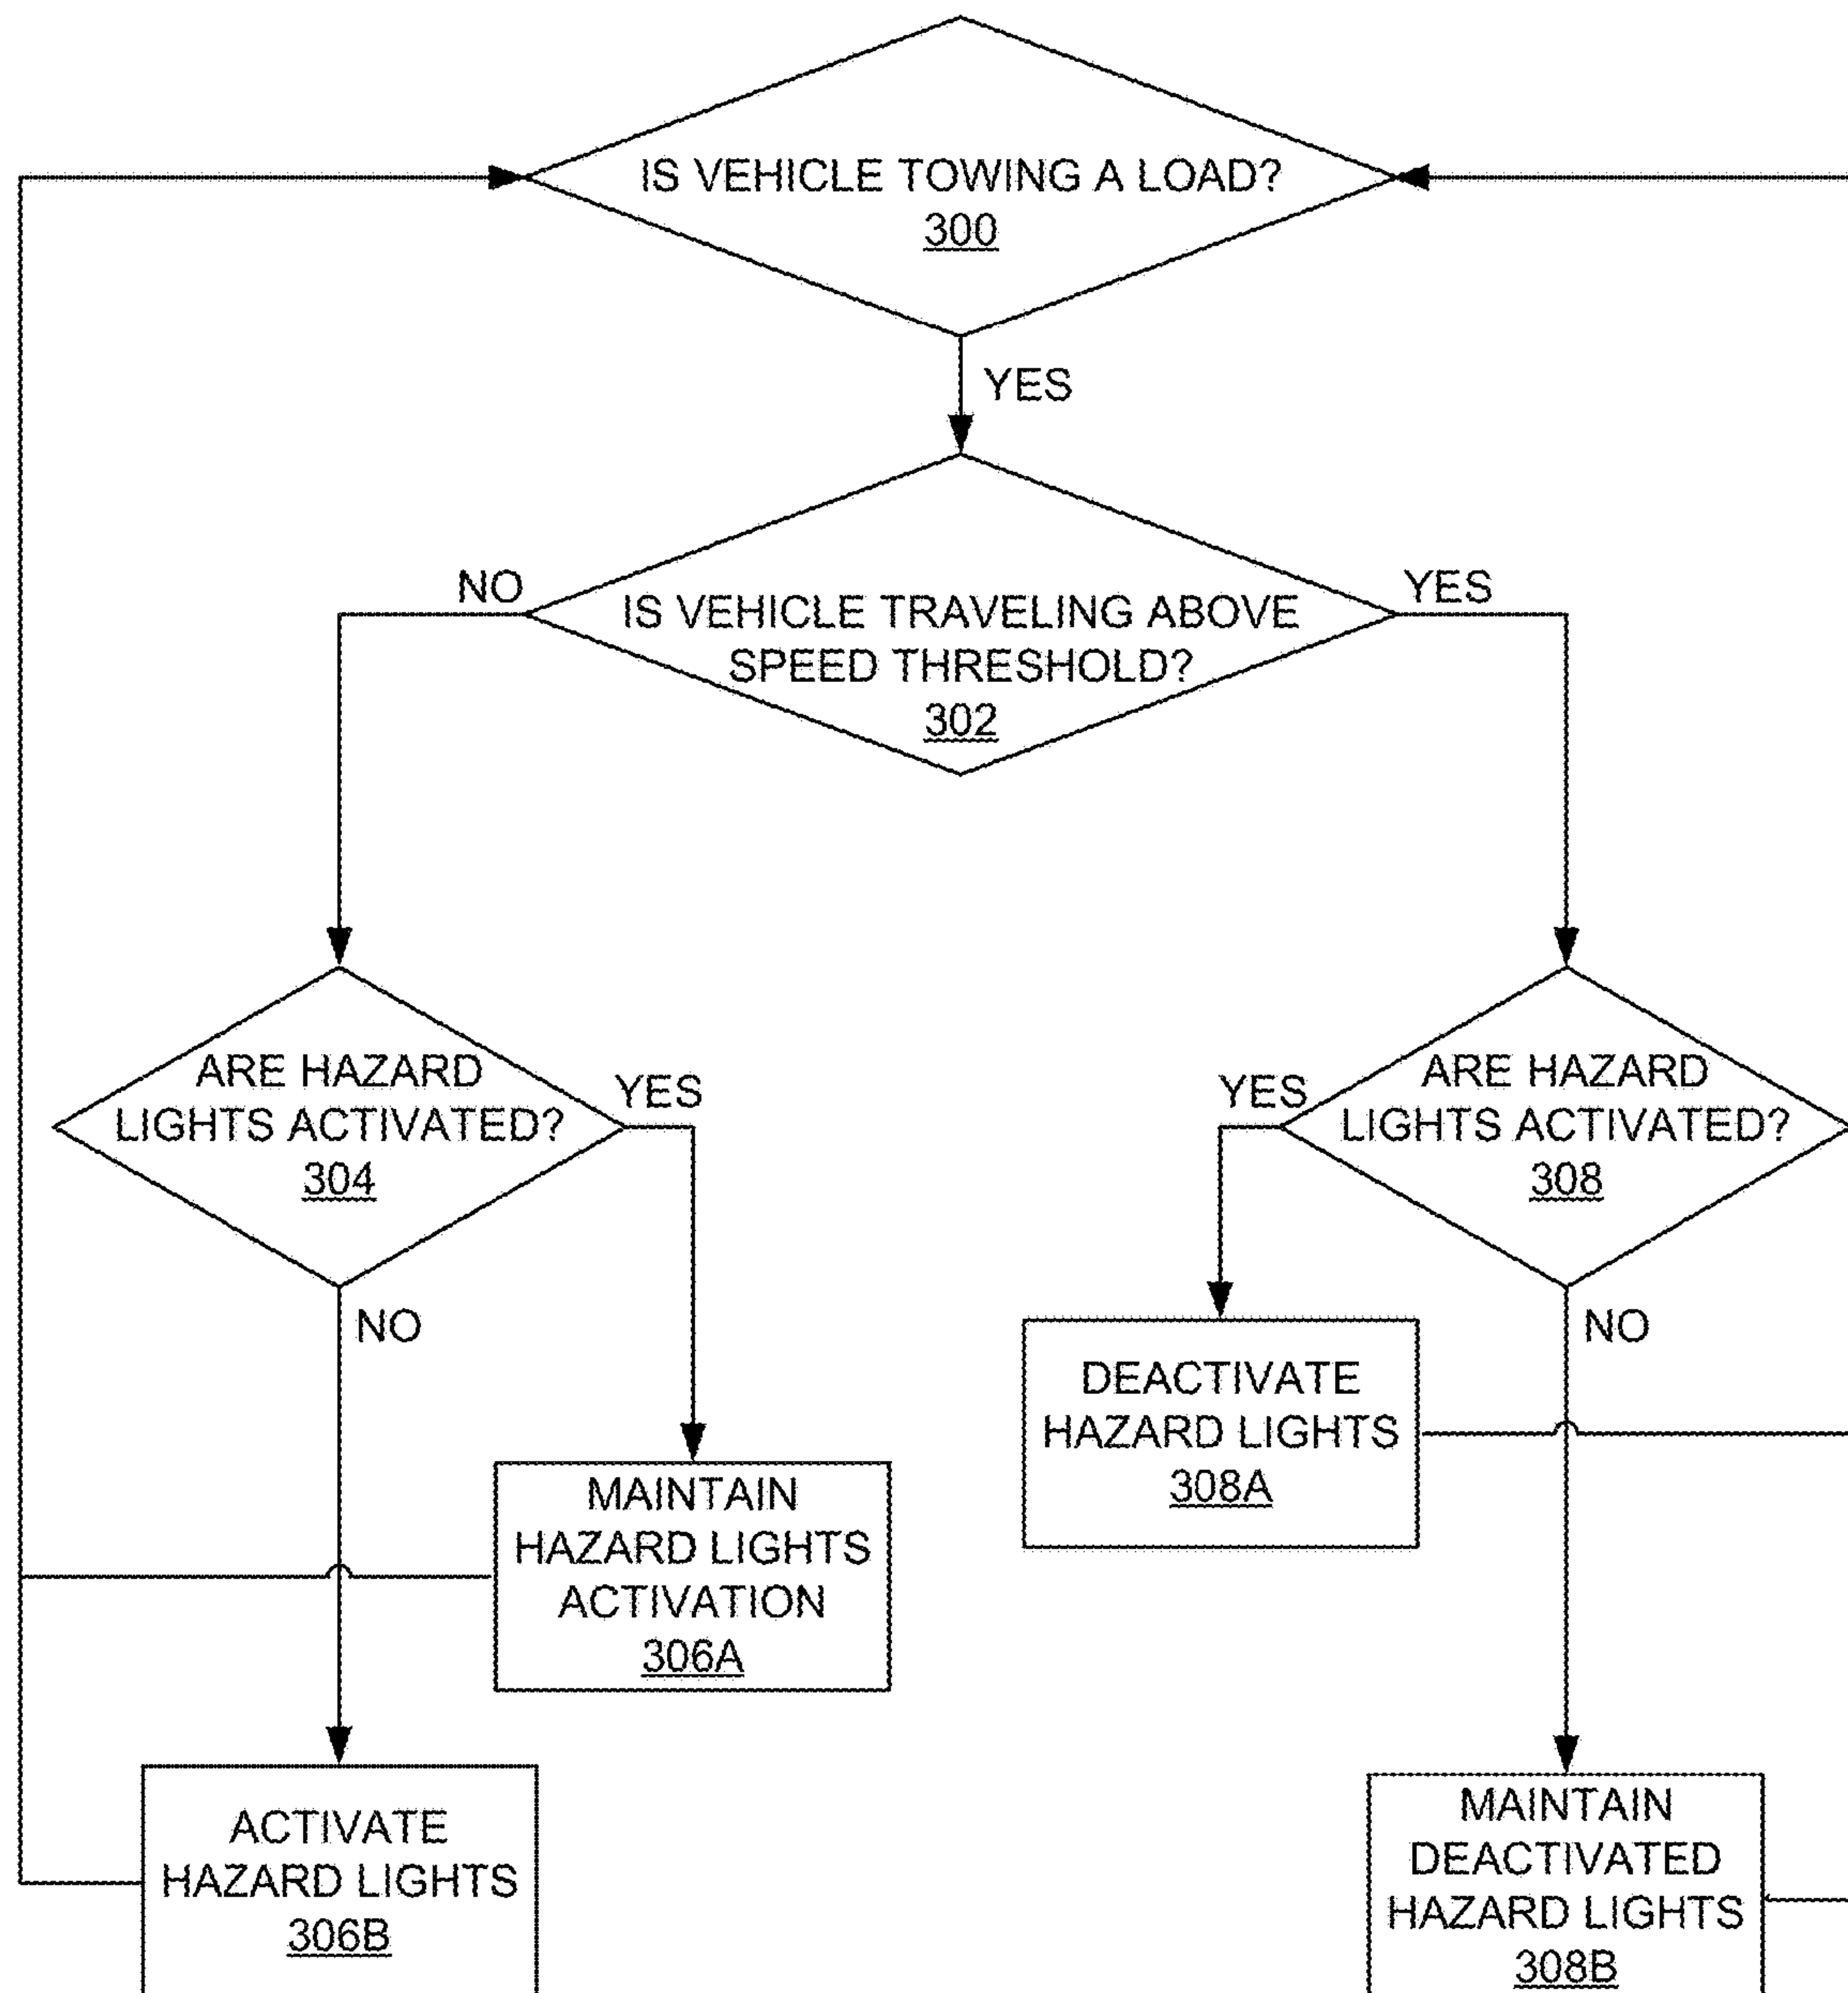 IS VEHICLE TOWING A LOAD?
300
YES
NO
YES
IS VEHICLE TRAVELING ABOVE
SPEED THRESHOLD?
302
ARE HAZARD
LIGHTS ACTIVATED?
304
YES
NO
YES
ARE HAZARD
LIGHTS ACTIVATED?
308
NO
DEACTIVATE
HAZARD LIGHTS
308A
MAINTAIN
HAZARD LIGHTS
ACTIVATION
306A
ACTIVATE
HAZARD LIGHTS
306B
MAINTAIN
DEACTIVATED
HAZARD LIGHTS
308B